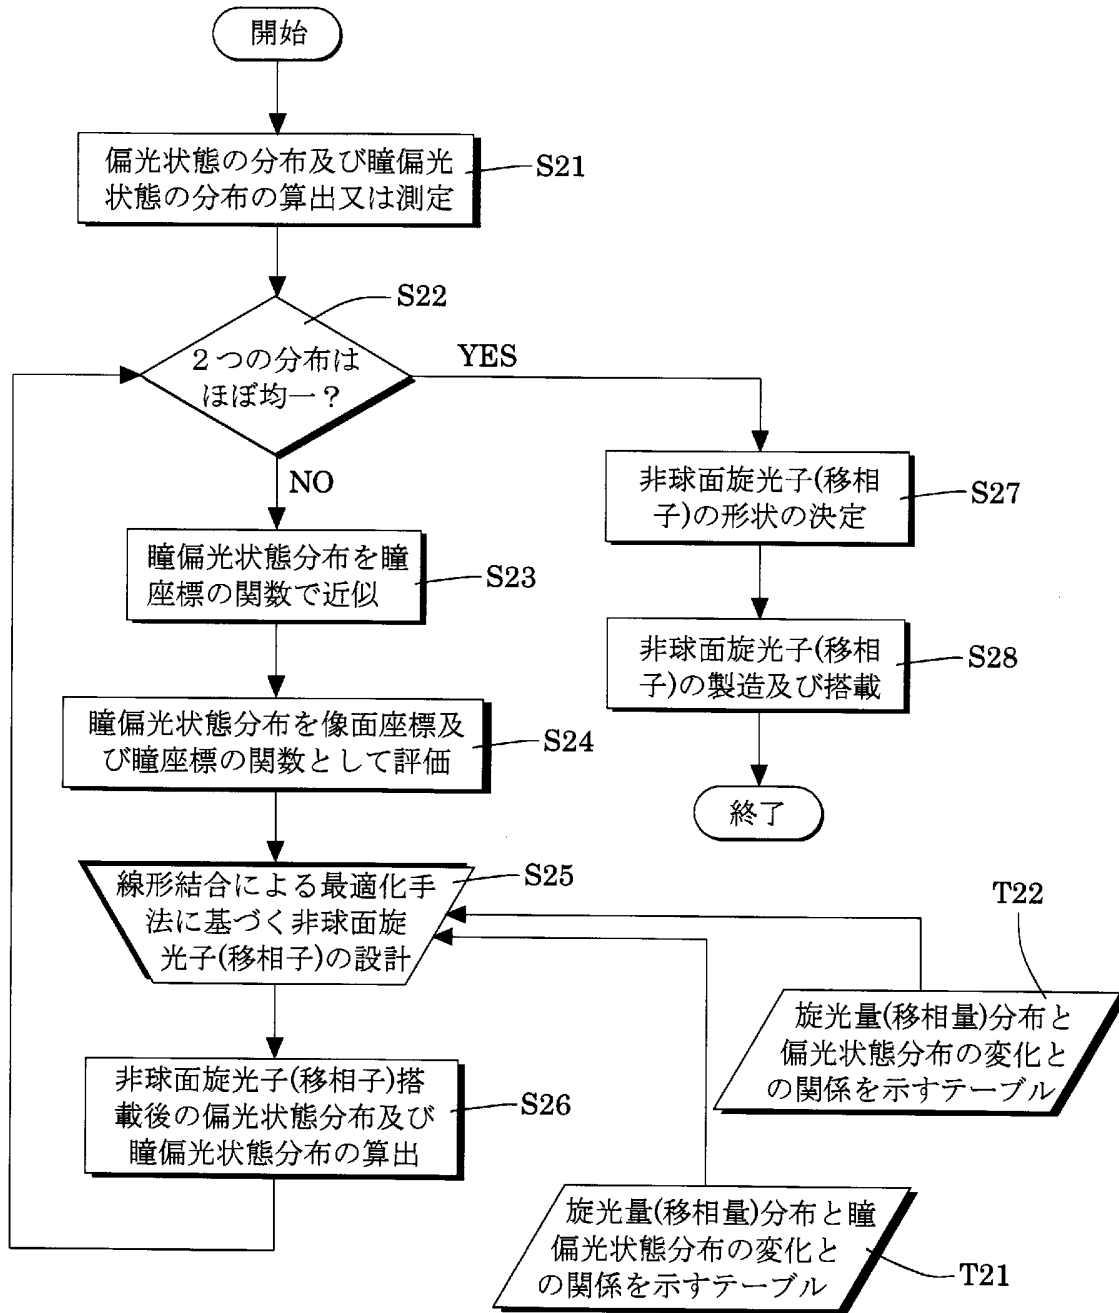 開始
偏光状態の分布及び瞳偏光
状態の分布の算出又は測定
S21
S22
2つの分布は
ほぼ均一？
YES
NO
瞳偏光状態分布を瞳
座標の関数で近似
S23
瞳偏光状態分布を像面座標及
び瞳座標の関数として評価
S24
線形結合による最適化手
法に基づく非球面旋
光子(移相子)の設計
S25
非球面旋光子(移相子)搭
載後の偏光状態分布及び
瞳偏光状態分布の算出
S26
非球面旋光子(移相
子)の形状の決定
S27
非球面旋光子(移相
子)の製造及び搭載
S28
終了
T22
旋光量(移相量)分布と
偏光状態分布の変化と
の関係を示すテーブル
旋光量(移相量)分布と瞳
偏光状態分布の変化と
の関係を示すテーブル
T21